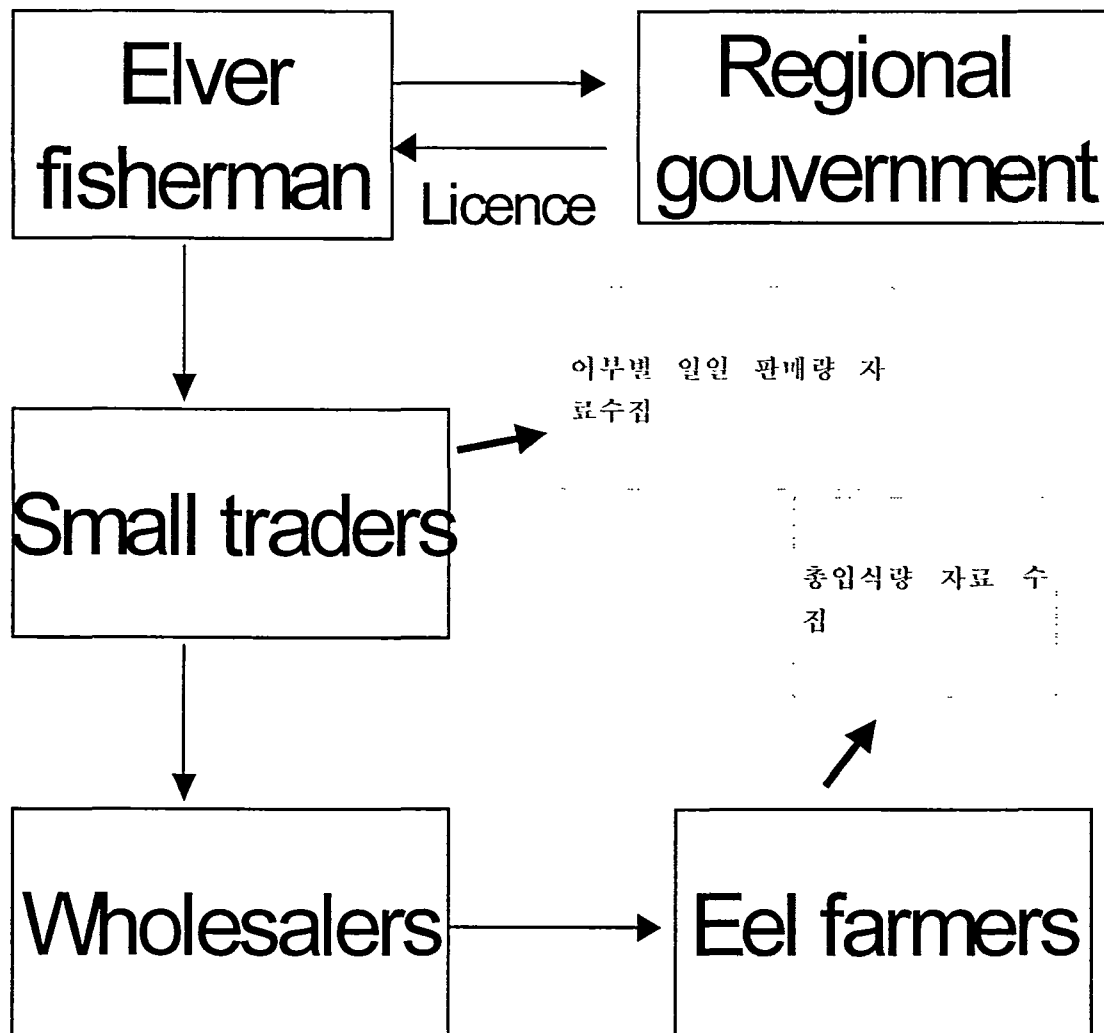 Elver
fisherman
Regional
gouvernment
Licence
어부별 일일 판매량 자
료수집
Small traders
총입식량 자료 수
집
Wholesalers
Eel farmers